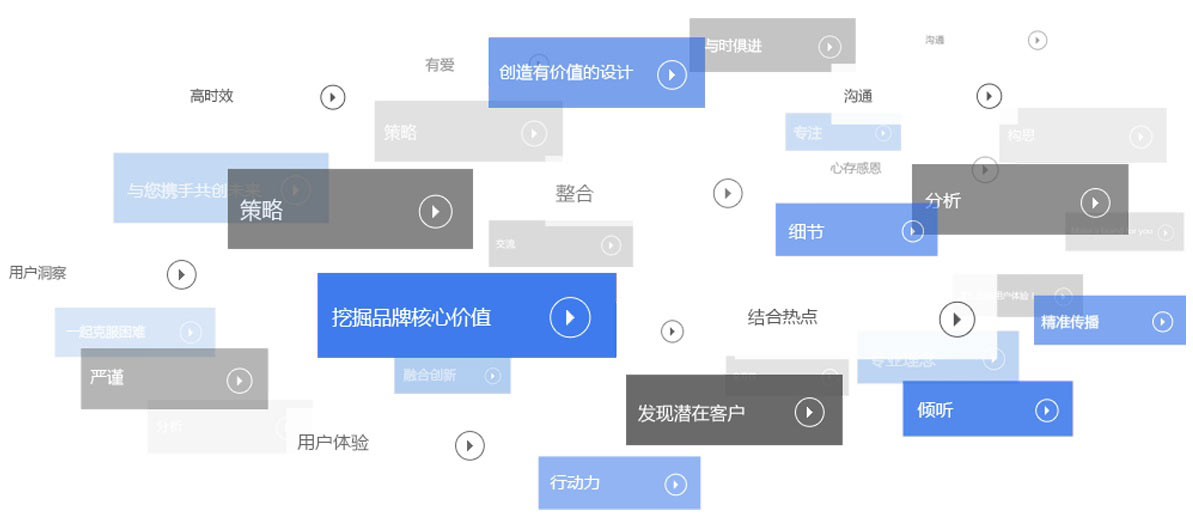 与时俱进
沟通
有爱
创造有价值的设计
高时效
沟通
策略
专注
构思
心存感恩
与您携手共创未来
整合
分析
策略
细节
交流
用户洞察
用户体验
挖掘品牌核心价值
结合热点
精准传播
一起克服困难
专业理念
严谨
融合创新
发现潜在客户
倾听
分析
用户体验
行动力